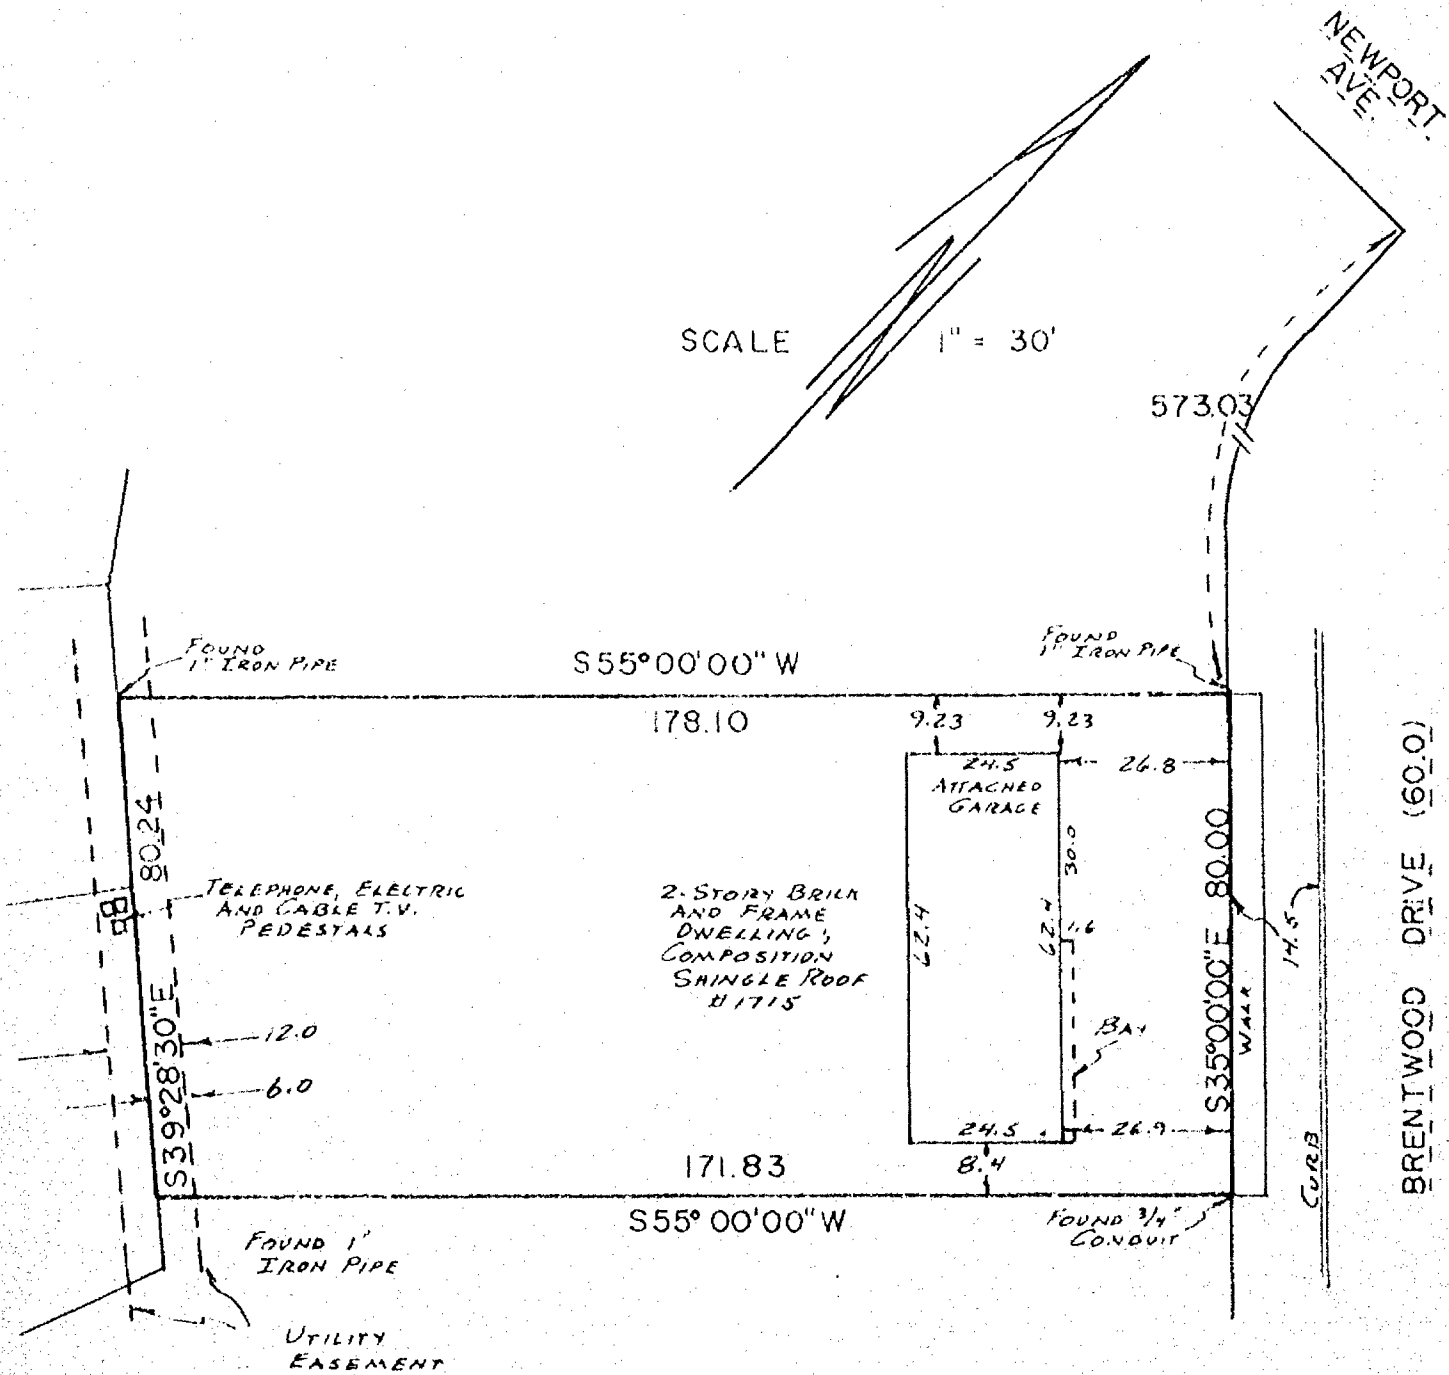 NEWPORT
AVE.
SCALE 1" = 30'
573.03
FOUND
1" IRON PIPE
S55°00'00" W
FOUND
1" IRON PIPE
178.10
9.23
9.23
24.5
26.8
ATTACHED
GARAGE
80.24
30.0
TELEPHONE, ELECTRIC
AND CABLE T.V.
PEDESTALS
2-STORY BRICK
AND FRAME
DWELLING,
COMPOSITION
SHINGLE ROOF
#1715
62.4
62.4
1.6
S35°00'00"E 80.00
14.5
WALK
BRENTWOOD DRIVE (60.0)
S39°28'30"E
12.0
6.0
BAY
24.5
26.9
8.4
171.83
S55°00'00"W
CURB
FOUND 3/4"
CONDUIT
FOUND 1"
IRON PIPE
UTILITY
EASEMENT